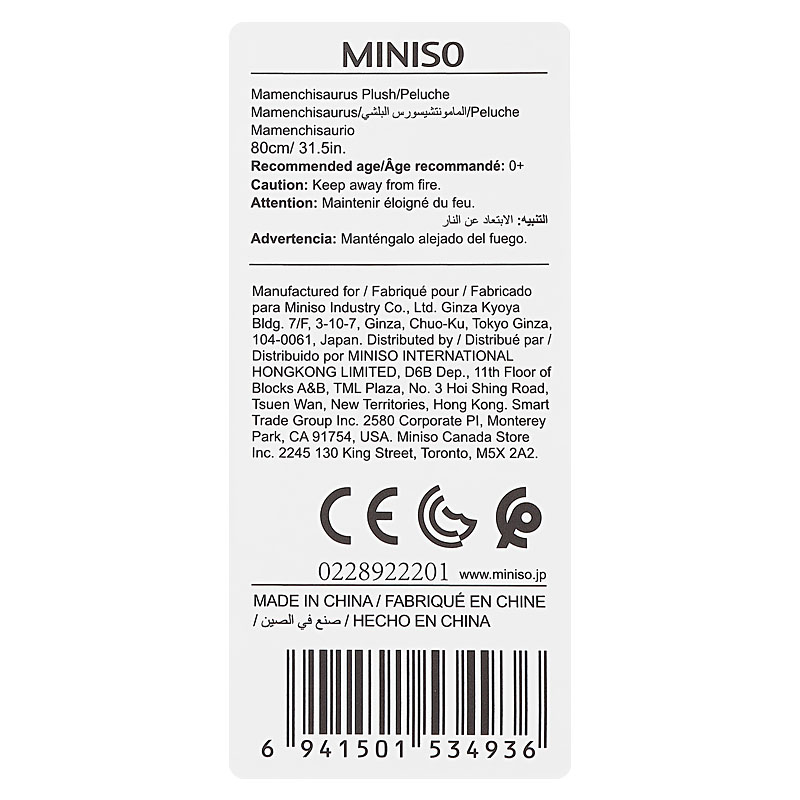 MINISO
Mamenchisaurus Plush/Peluche
Mamenchisaurus/المامونتشيسورس البلشي/Peluche
Mamenchisaurio
80cm/ 31.5in.
Recommended age/Âge recommandé: 0+
Caution: Keep away from fire.
Attention: Maintenir éloigné du feu.
التنبيه: الابتعاد عن النار
Advertencia: Manténgalo alejado del fuego.
Manufactured for / Fabriqué pour / Fabricado
para Miniso Industry Co., Ltd. Ginza Kyoya
Bldg. 7/F, 3-10-7, Ginza, Chuo-Ku, Tokyo Ginza,
104-0061, Japan. Distributed by / Distribué par /
Distribuido por MINISO INTERNATIONAL
HONGKONG LIMITED, D6B Dep., 11th Floor of
Blocks A&B, TML Plaza, No. 3 Hoi Shing Road,
Tsuen Wan, New Territories, Hong Kong. Smart
Trade Group Inc. 2580 Corporate Pl, Monterey
Park, CA 91754, USA. Miniso Canada Store
Inc. 2245 130 King Street, Toronto, M5X 2A2.
CE
0228922201 www.miniso.jp
MADE IN CHINA / FABRIQUÉ EN CHINE
/ صنع في الصين / HECHO EN CHINA
6 941501 534936